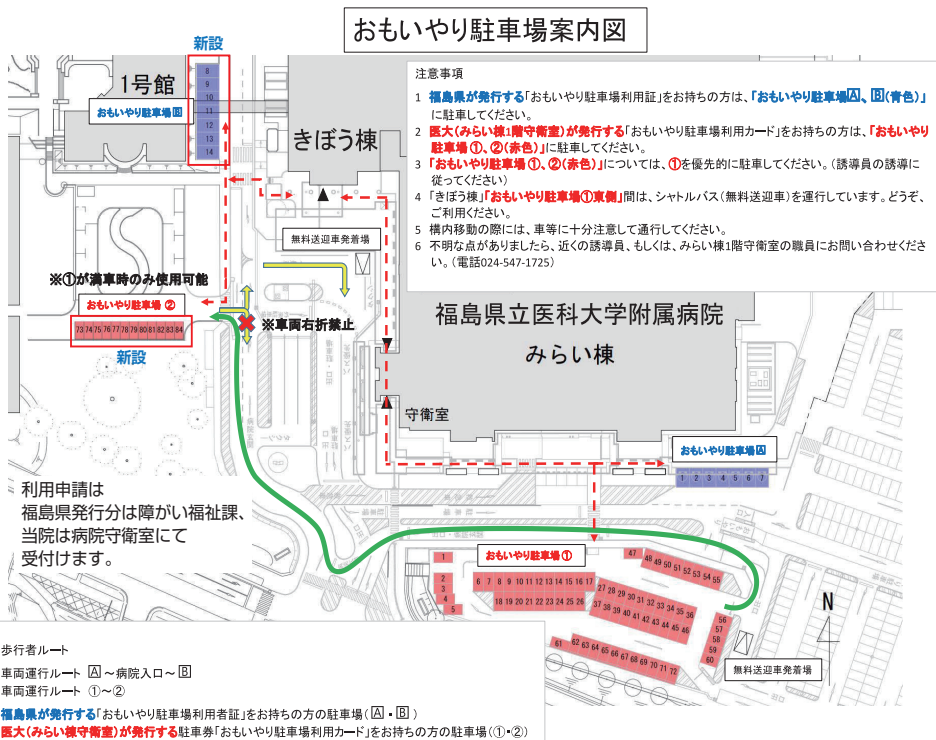 おもいやり駐車場案内図
新設
1号館
8
9
10
11
12
13
14
おもいやり駐車場B
きぼう棟
注意事項
1 福島県が発行する「おもいやり駐車場利用証」をお持ちの方は、「おもいやり駐車場A、B(青色)」
に駐車してください。
2 医大(みらい棟1階守衛室)が発行する「おもいやり駐車場利用カード」をお持ちの方は、「おもいやり
駐車場①、②(赤色)」に駐車してください。
3 「おもいやり駐車場①、②(赤色)」については、①を優先的に駐車してください。(誘導員の誘導に
従ってください)
4 「きぼう棟」「おもいやり駐車場①東側」間は、シャトルバス(無料送迎車)を運行しています。どうぞ、
ご利用ください。
5 構内移動の際には、車等に十分注意して通行してください。
6 不明な点がありましたら、近くの誘導員、もしくは、みらい棟1階守衛室の職員にお問い合わせくださ
い。(電話024-547-1725)
無料送迎車発着場
※①が満車時のみ使用可能
おもいやり駐車場 ②
73 74 75 76 77 78 79 80 81 82 83 84
新設
※車両右折禁止
福島県立医科大学附属病院
みらい棟
守衛室
おもいやり駐車場A
1 2 3 4 5 6 7
利用申請は
福島県発行分は障がい福祉課、
当院は病院守衛室にて
受付けます。
おもいやり駐車場 ①
47
48 49 50 51 52 53 54 55
1
2
3
4
5
6 7 8 9 10 11 12 13 14 15 16 17
18 19 20 21 22 23 24 25 26
27 28 29 30 31 32 33 34 35 36
37 38 39 40 41 42 43 44 45 46
56
57
58
59
60
61 62 63 64 65 66 67 68 69 70 71 72
N
無料送迎車発着場
歩行者ルート
車両運行ルート A~病院入口~B
車両運行ルート ①~②
福島県が発行する「おもいやり駐車場利用者証」をお持ちの方の駐車場(A・B)
医大(みらい棟守衛室)が発行する駐車券「おもいやり駐車場利用カード」をお持ちの方の駐車場(①・②)